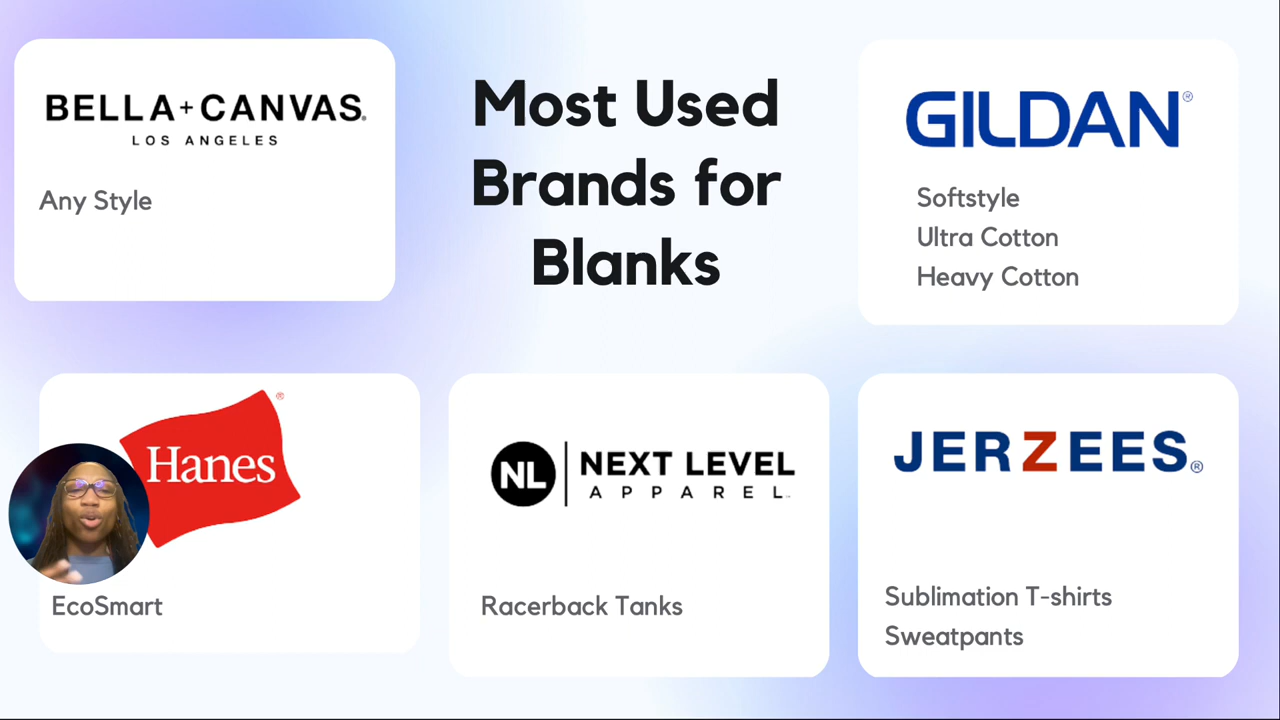 BELLA+CANVAS®
LOS ANGELES
Any Style
Most Used
Brands for
Blanks
GILDAN®
Softstyle
Ultra Cotton
Heavy Cotton
Hanes®
EcoSmart
NL NEXT LEVEL
APPAREL™
Racerback Tanks
JERZEES®
Sublimation T-shirts
Sweatpants